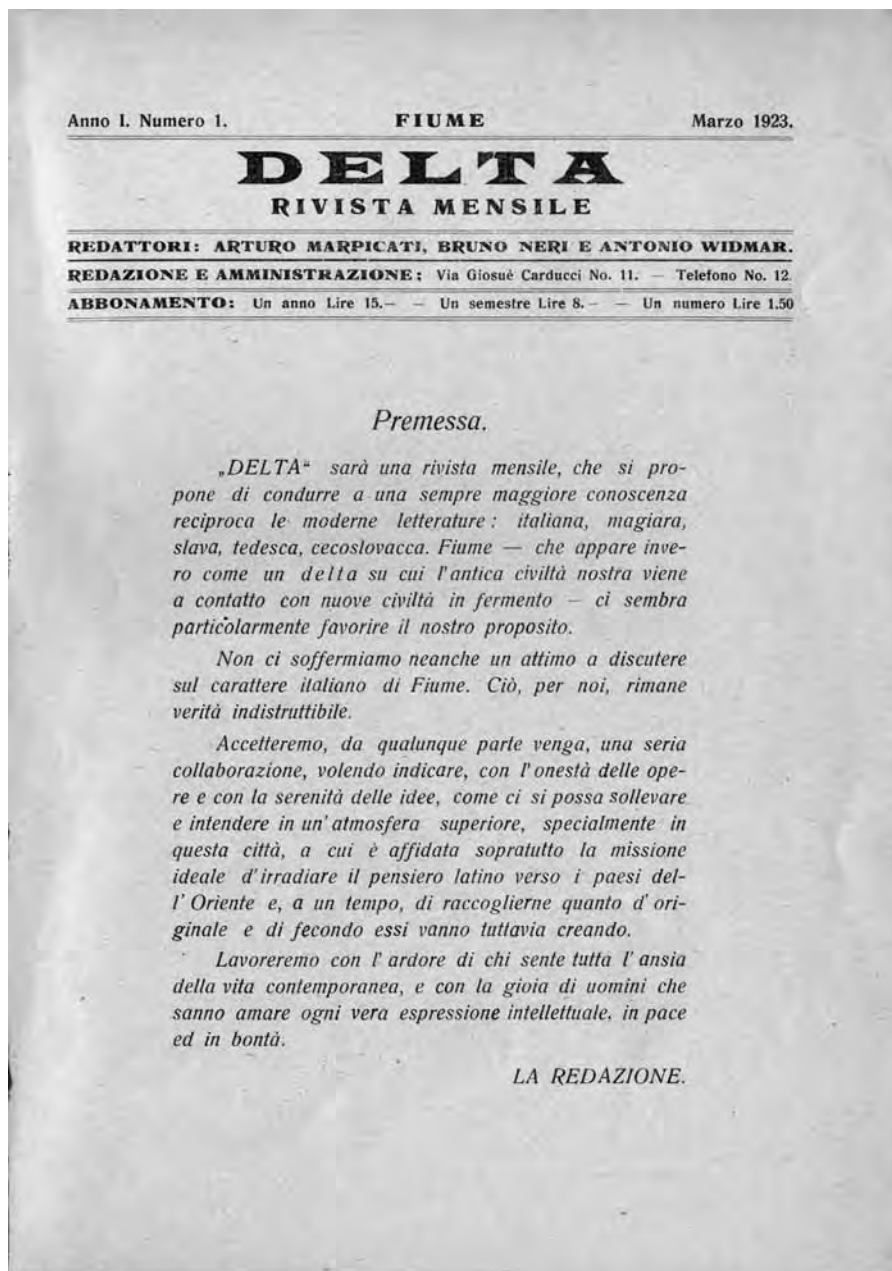 Anno I. Numero 1. FIUME Marzo 1923.
DELTA
RIVISTA MENSILE
REDATTORI: ARTURO MARPICATI, BRUNO NERI E ANTONIO WIDMAR.
REDAZIONE E AMMINISTRAZIONE: Via Giosuè Carducci No. 11. — Telefono No. 12.
ABBONAMENTO: Un anno Lire 15.— — Un semestre Lire 8.— — Un numero Lire 1.50
Premessa.
„DELTA“ sarà una rivista mensile, che si pro-
pone di condurre a una sempre maggiore conoscenza
reciproca le moderne letterature: italiana, magiara,
slava, tedesca, cecoslovacca. Fiume — che appare inve-
ro come un delta su cui l'antica civiltà nostra viene
a contatto con nuove civiltà in fermento — ci sembra
particolarmente favorire il nostro proposito.
Non ci soffermiamo neanche un attimo a discutere
sul carattere italiano di Fiume. Ciò, per noi, rimane
verità indistruttibile.
Accetteremo, da qualunque parte venga, una seria
collaborazione, volendo indicare, con l'onestà delle ope-
re e con la serenità delle idee, come ci si possa sollevare
e intendere in un'atmosfera superiore, specialmente in
questa città, a cui è affidata sopratutto la missione
ideale d'irradiare il pensiero latino verso i paesi del-
l'Oriente e, a un tempo, di raccoglierne quanto d'ori-
ginale e di fecondo essi vanno tuttavia creando.
Lavoreremo con l'ardore di chi sente tutta l'ansia
della vita contemporanea, e con la gioia di uomini che
sanno amare ogni vera espressione intellettuale, in pace
ed in bontà.
LA REDAZIONE.